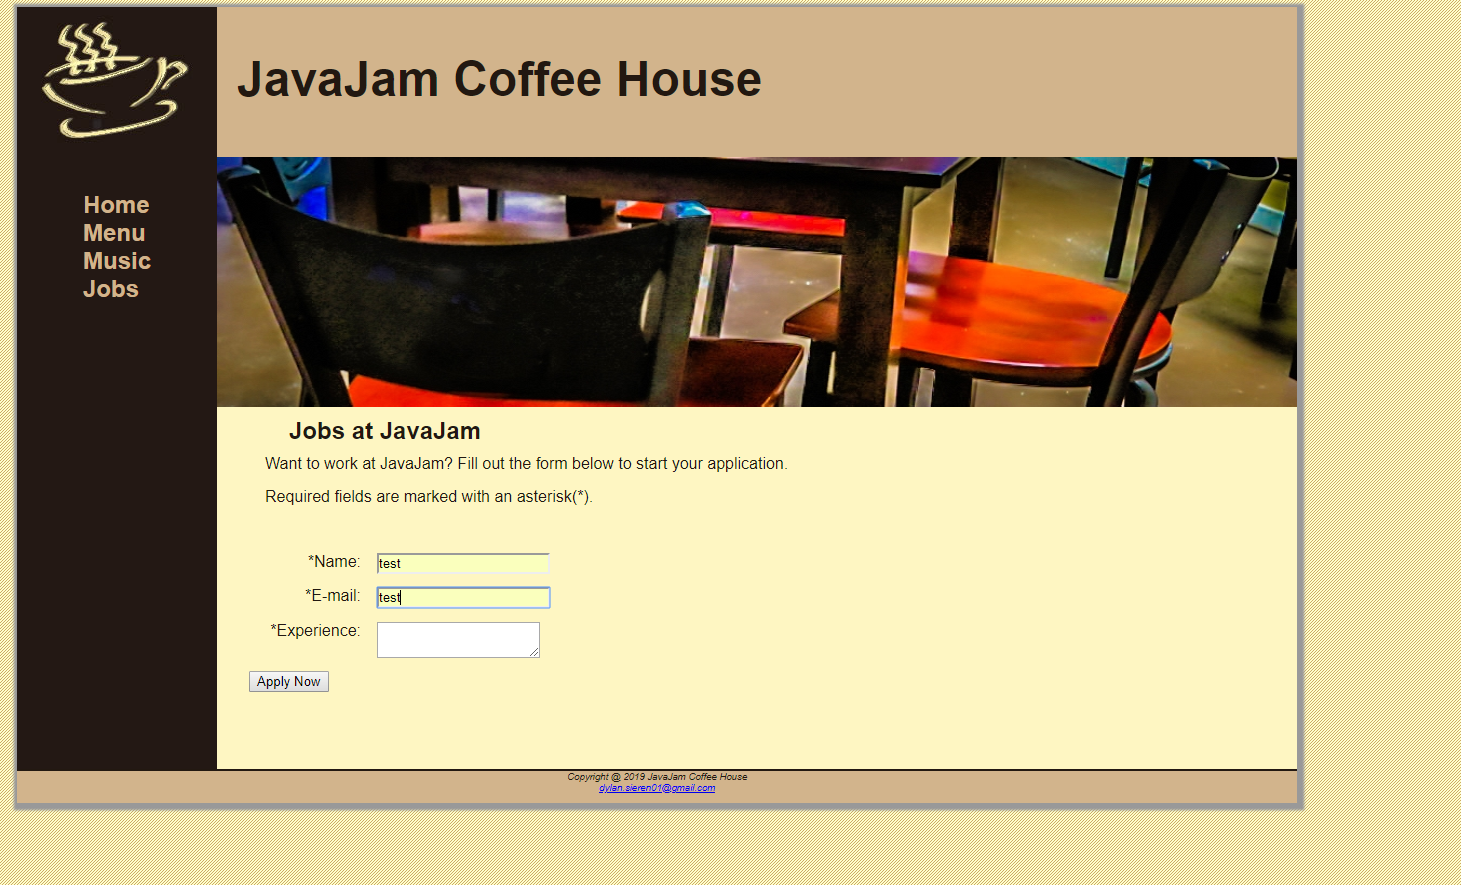 JavaJam Coffee House
Home
Menu
Music
Jobs
Jobs at JavaJam
Want to work at JavaJam? Fill out the form below to start your application.
Required fields are marked with an asterisk(*).
*Name: test
*E-mail: test
*Experience:
Apply Now
Copyright @ 2019 JavaJam Coffee House
dylan.sieren01@gmail.com